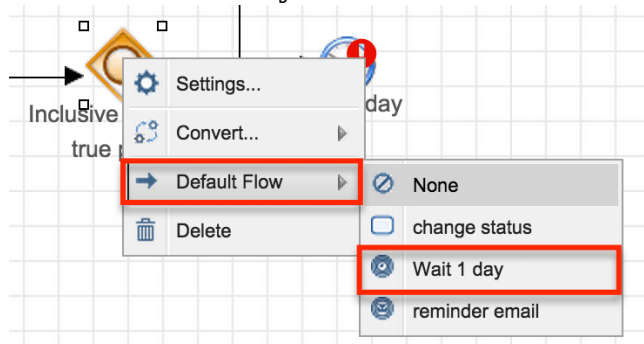 Settings...
Inclusive day
Convert...
true
Default Flow
None
Delete
change status
Wait 1 day
reminder email